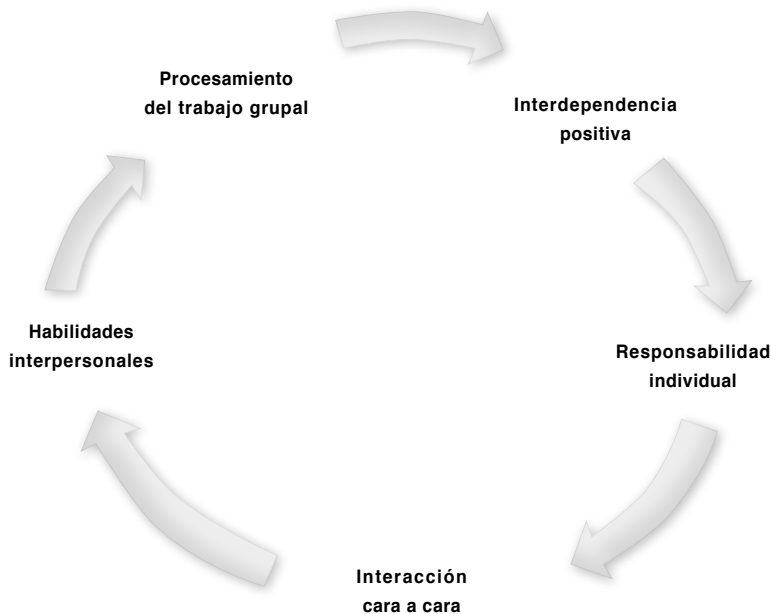 Procesamiento
del trabajo grupal
Interdependencia
positiva
Responsabilidad
individual
Interacción
cara a cara
Habilidades
interpersonales